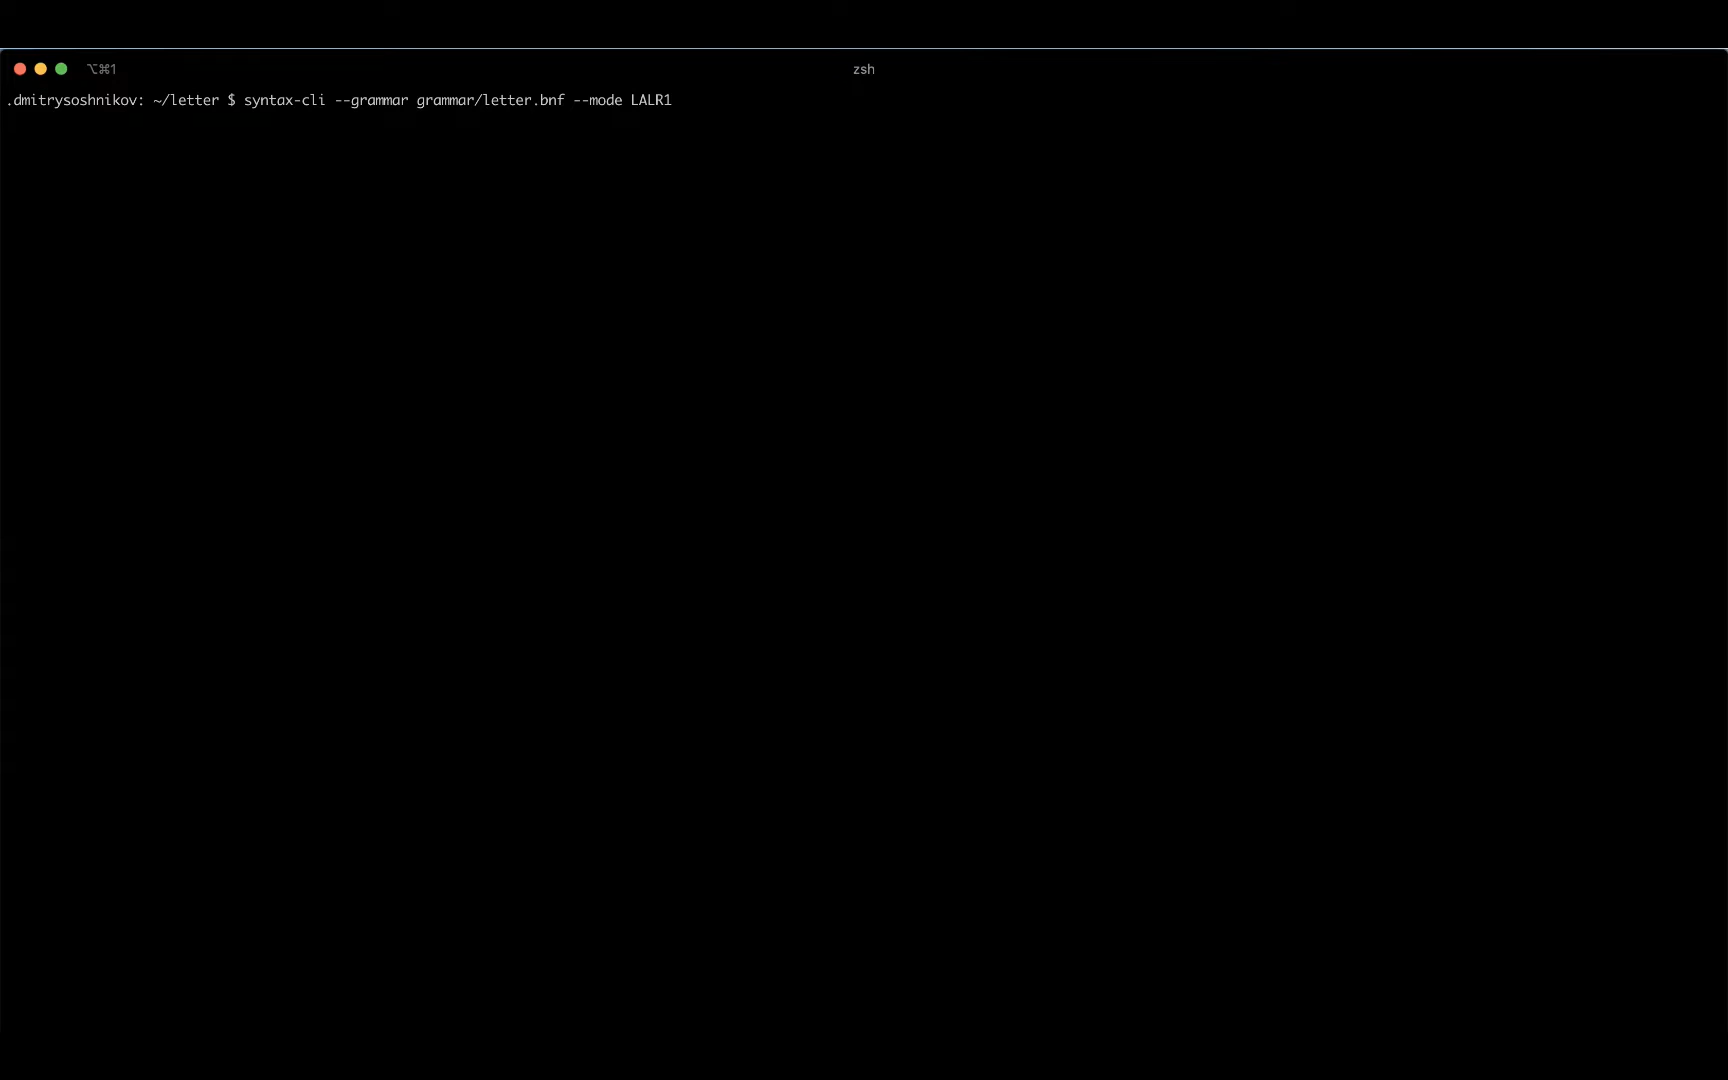 ⌥⌘1
zsh
.dmitrysoshnikov: ~/letter $ syntax-cli --grammar grammar/letter.bnf --mode LALR1